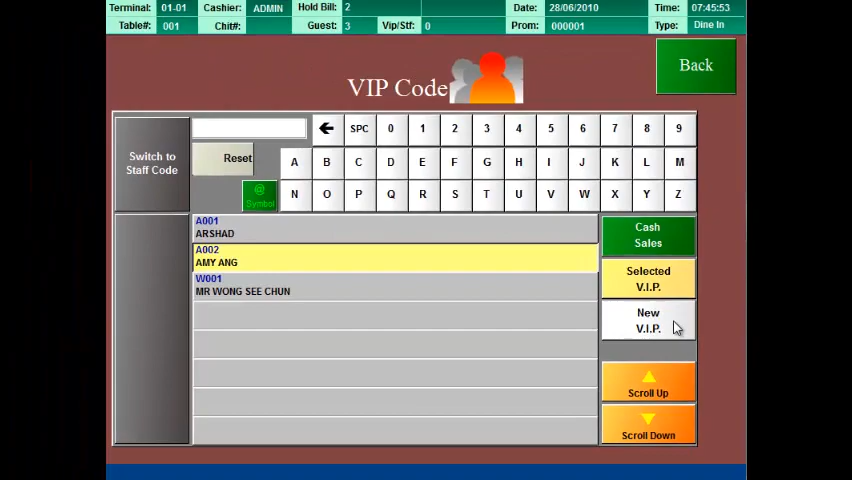 Terminal: 01-01 Cashier: ADMIN Hold Bill: 2 Date: 28/06/2010 Time: 07:45:53
Table#: 001 Chit#: Guest: 3 Vip/Stf: 0 Prom: 000001 Type: Dine In
VIP Code
Back
Switch to
Staff Code
SPC 0 1 2 3 4 5 6 7 8 9
Reset
A B C D E F G H I J K L M
@
Symbol
N O P Q R S T U V W X Y Z
A001
ARSHAD
A002
AMY ANG
W001
MR WONG SEE CHUN
Cash
Sales
Selected
V.I.P.
New
V.I.P.
Scroll Up
Scroll Down